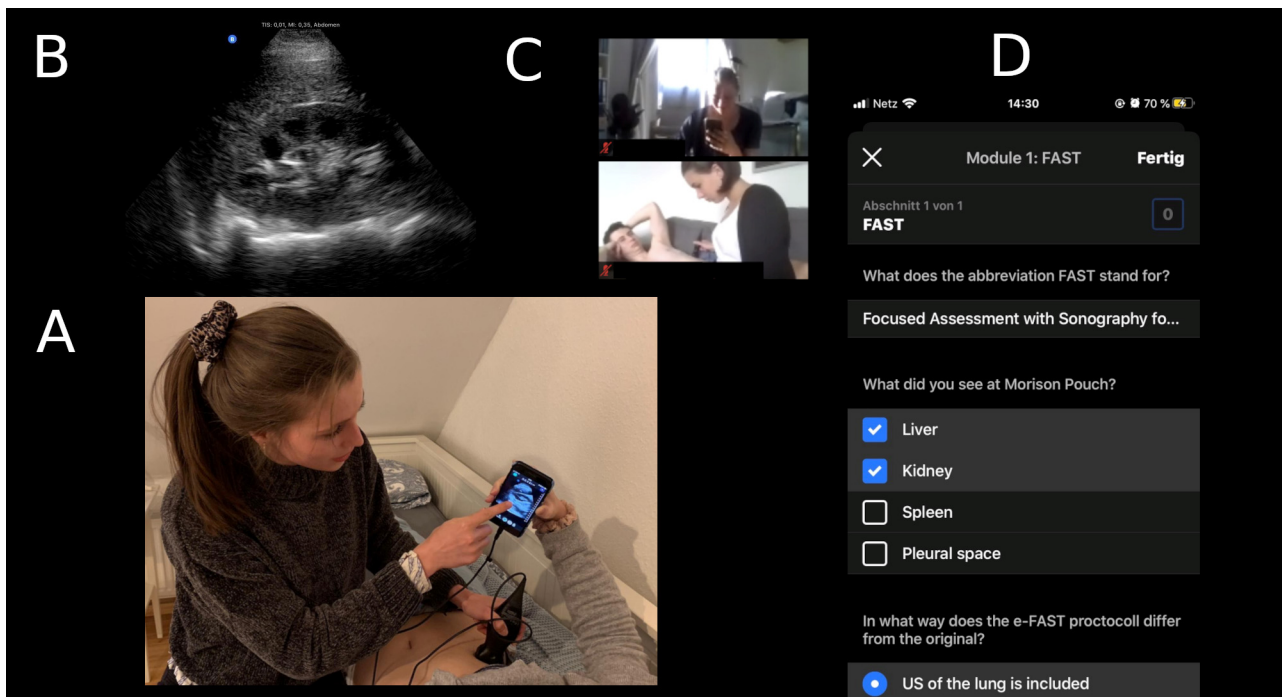 B
TIS: 0,01, MI: 0,35, Abdomen
B
C
D
A
Netz
14:30
70 %
Module 1: FAST
Fertig
Abschnitt 1 von 1
FAST
0
What does the abbreviation FAST stand for?
Focused Assessment with Sonography fo...
What did you see at Morison Pouch?
Liver
Kidney
Spleen
Pleural space
In what way does the e-FAST proctocoll differ
from the original?
US of the lung is included